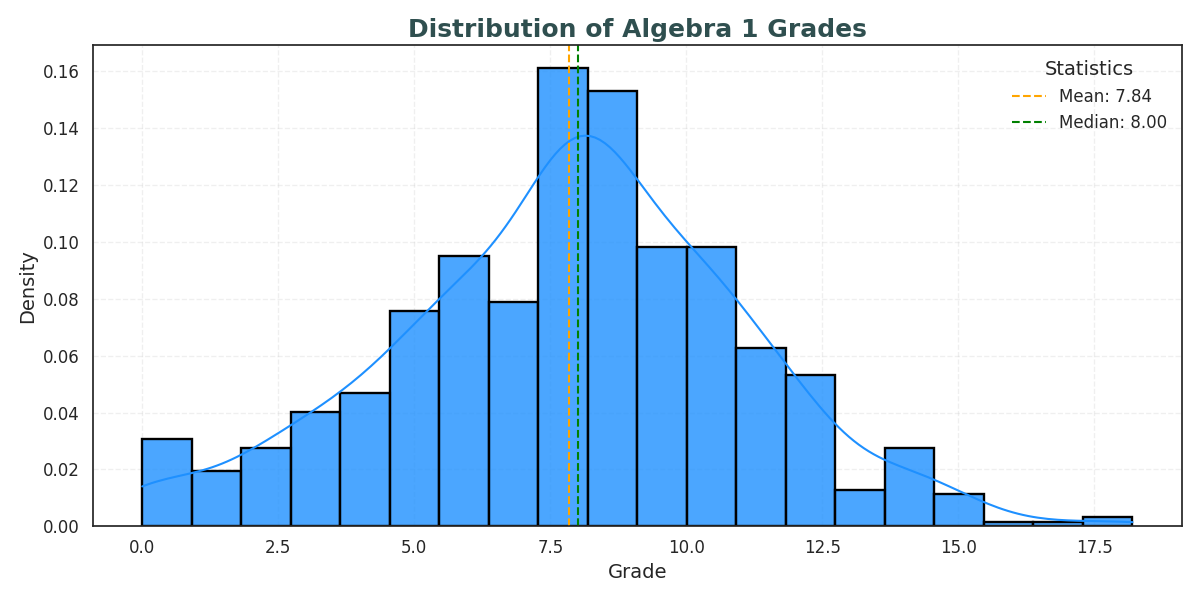 Distribution of Algebra 1 Grades
Statistics
Mean: 7.84
Median: 8.00
Density
0.16
0.14
0.12
0.10
0.08
0.06
0.04
0.02
0.00
0.0 2.5 5.0 7.5 10.0 12.5 15.0 17.5
Grade